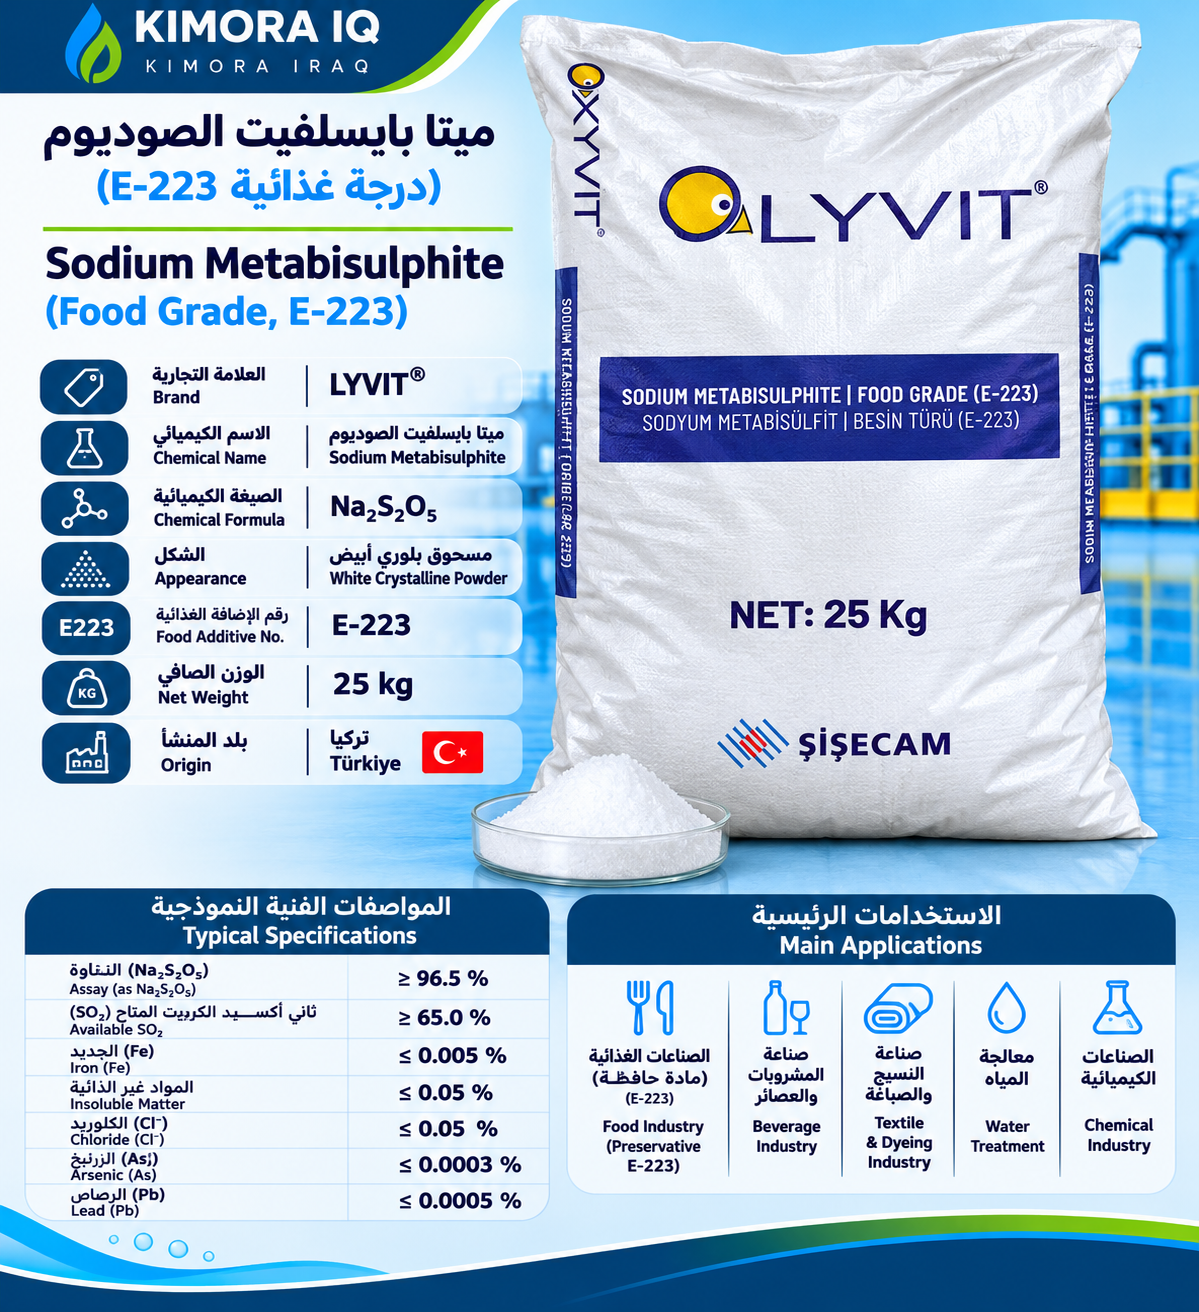 KIMORA IQ
KIMORA IRAQ
ميتا بايسلفيت الصوديوم
(درجة غذائية E-223)
Sodium Metabisulphite
(Food Grade, E-223)
العلامة التجارية
Brand
LYVIT®
الاسم الكيميائي
Chemical Name
ميتا بايسلفيت الصوديوم
Sodium Metabisulphite
الصيغة الكيميائية
Chemical Formula
Na₂S₂O₅
الشكل
Appearance
مسحوق بلوري أبيض
White Crystalline Powder
E223
رقم الإضافة الغذائية
Food Additive No.
E-223
KG
الوزن الصافي
Net Weight
25 kg
بلد المنشأ
Origin
تركيا
Türkiye
OXYVIT®
LYVIT®
SODIUM METABISULPHITE | FOOD GRADE (E-223)
SODYUM METABİSÜLFİT | BESİN TÜRÜ (E-223)
NET: 25 Kg
ŞİŞECAM
المواصفات الفنية النموذجية
Typical Specifications
(Na₂S₂O₅) النقاوة
Assay (as Na₂S₂O₅)
≥ 96.5 %
ثاني أكسيد الكربيت المتاح (SO₂)
Available SO₂
≥ 65.0 %
الجديد (Fe)
Iron (Fe)
≤ 0.005 %
المواد غير الذائبة
Insoluble Matter
≤ 0.05 %
الكلوريد (Cl⁻)
Chloride (Cl⁻)
≤ 0.05 %
الزرنيخ (As)
Arsenic (As)
≤ 0.0003 %
الرصاص (Pb)
Lead (Pb)
≤ 0.0005 %
الاستخدامات الرئيسية
Main Applications
الصناعات الغذائية
(مادة حافظة)
(E-223)
Food Industry
(Preservative
E-223)
صناعة
المشروبات
والعصائر
Beverage
Industry
صناعة
النسيج
والصباغة
Textile
& Dyeing
Industry
معالجة
المياه
Water
Treatment
الصناعات
الكيميائية
Chemical
Industry